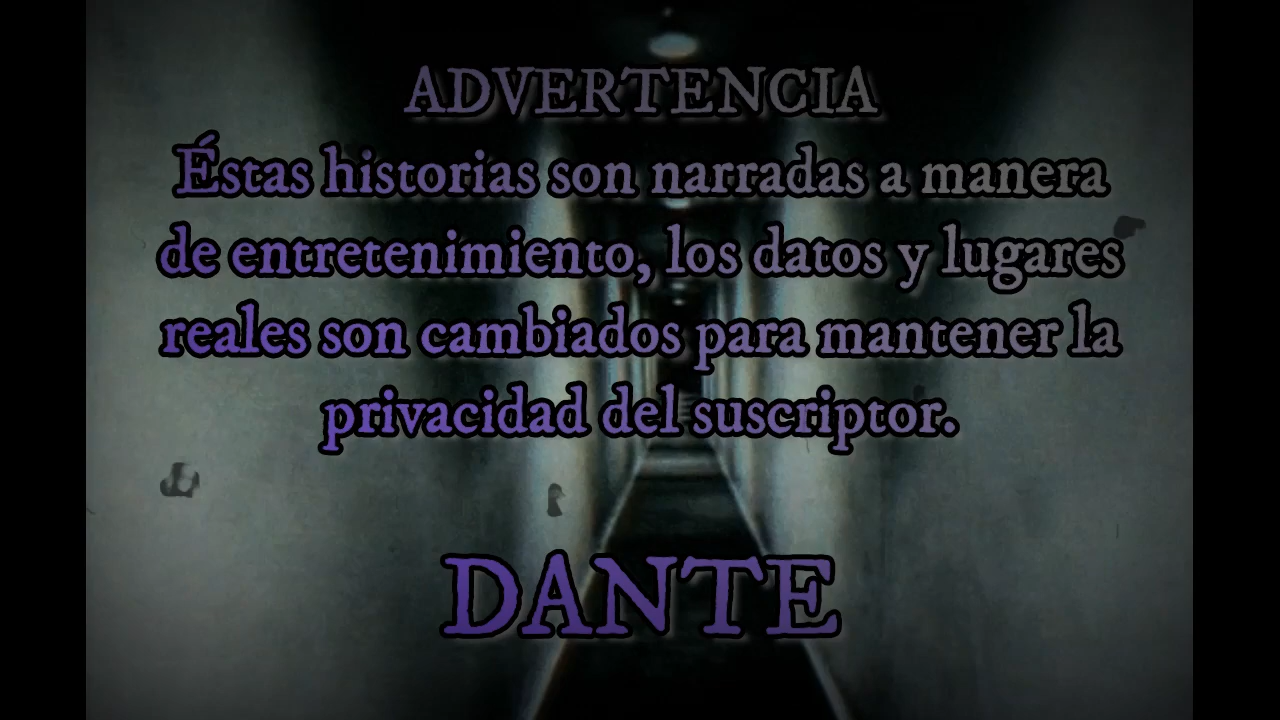 ADVERTENCIA
Éstas historias son narradas a manera
de entretenimiento, los datos y lugares
reales son cambiados para mantener la
privacidad del suscriptor.
DANTE